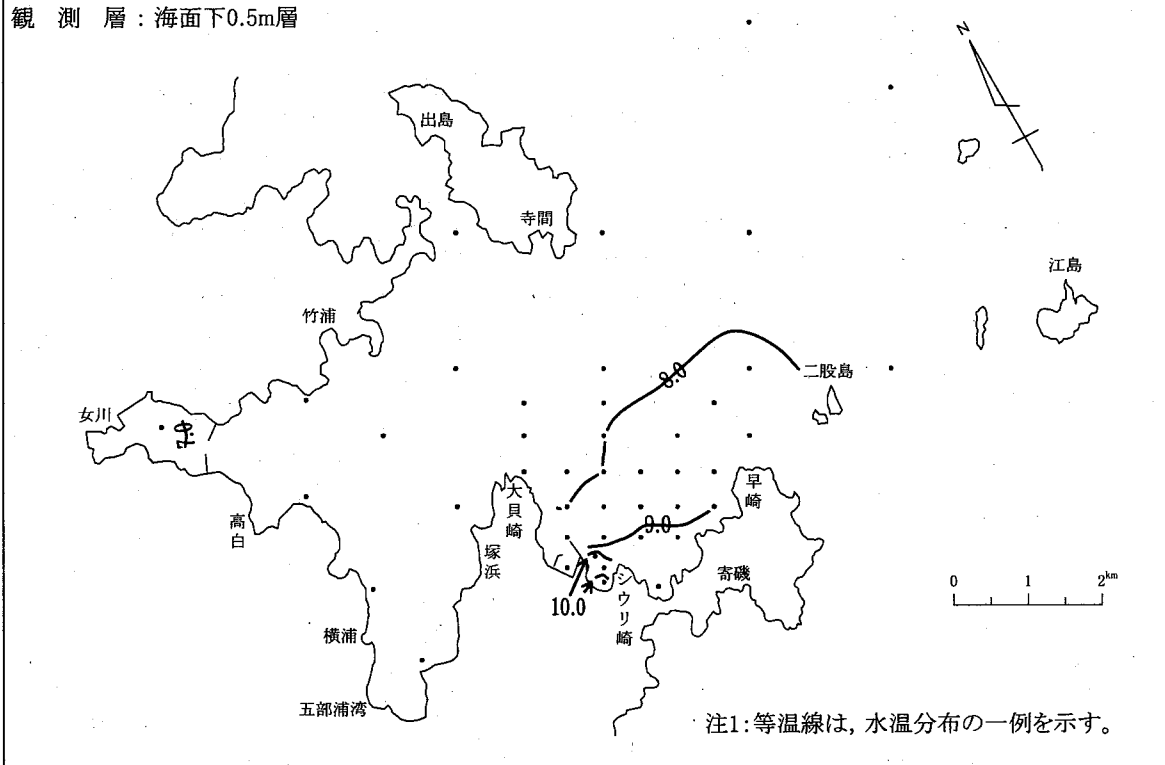 観 測 層 : 海面下0.5m層
N
出島
寺間
江島
竹浦
8.0
二股島
女川
大貝崎
早崎
高白
9.0
塚浜
寄磯
シウリ崎
10.0
0 1 2km
横浦
五部浦湾
注1:等温線は, 水温分布の一例を示す。